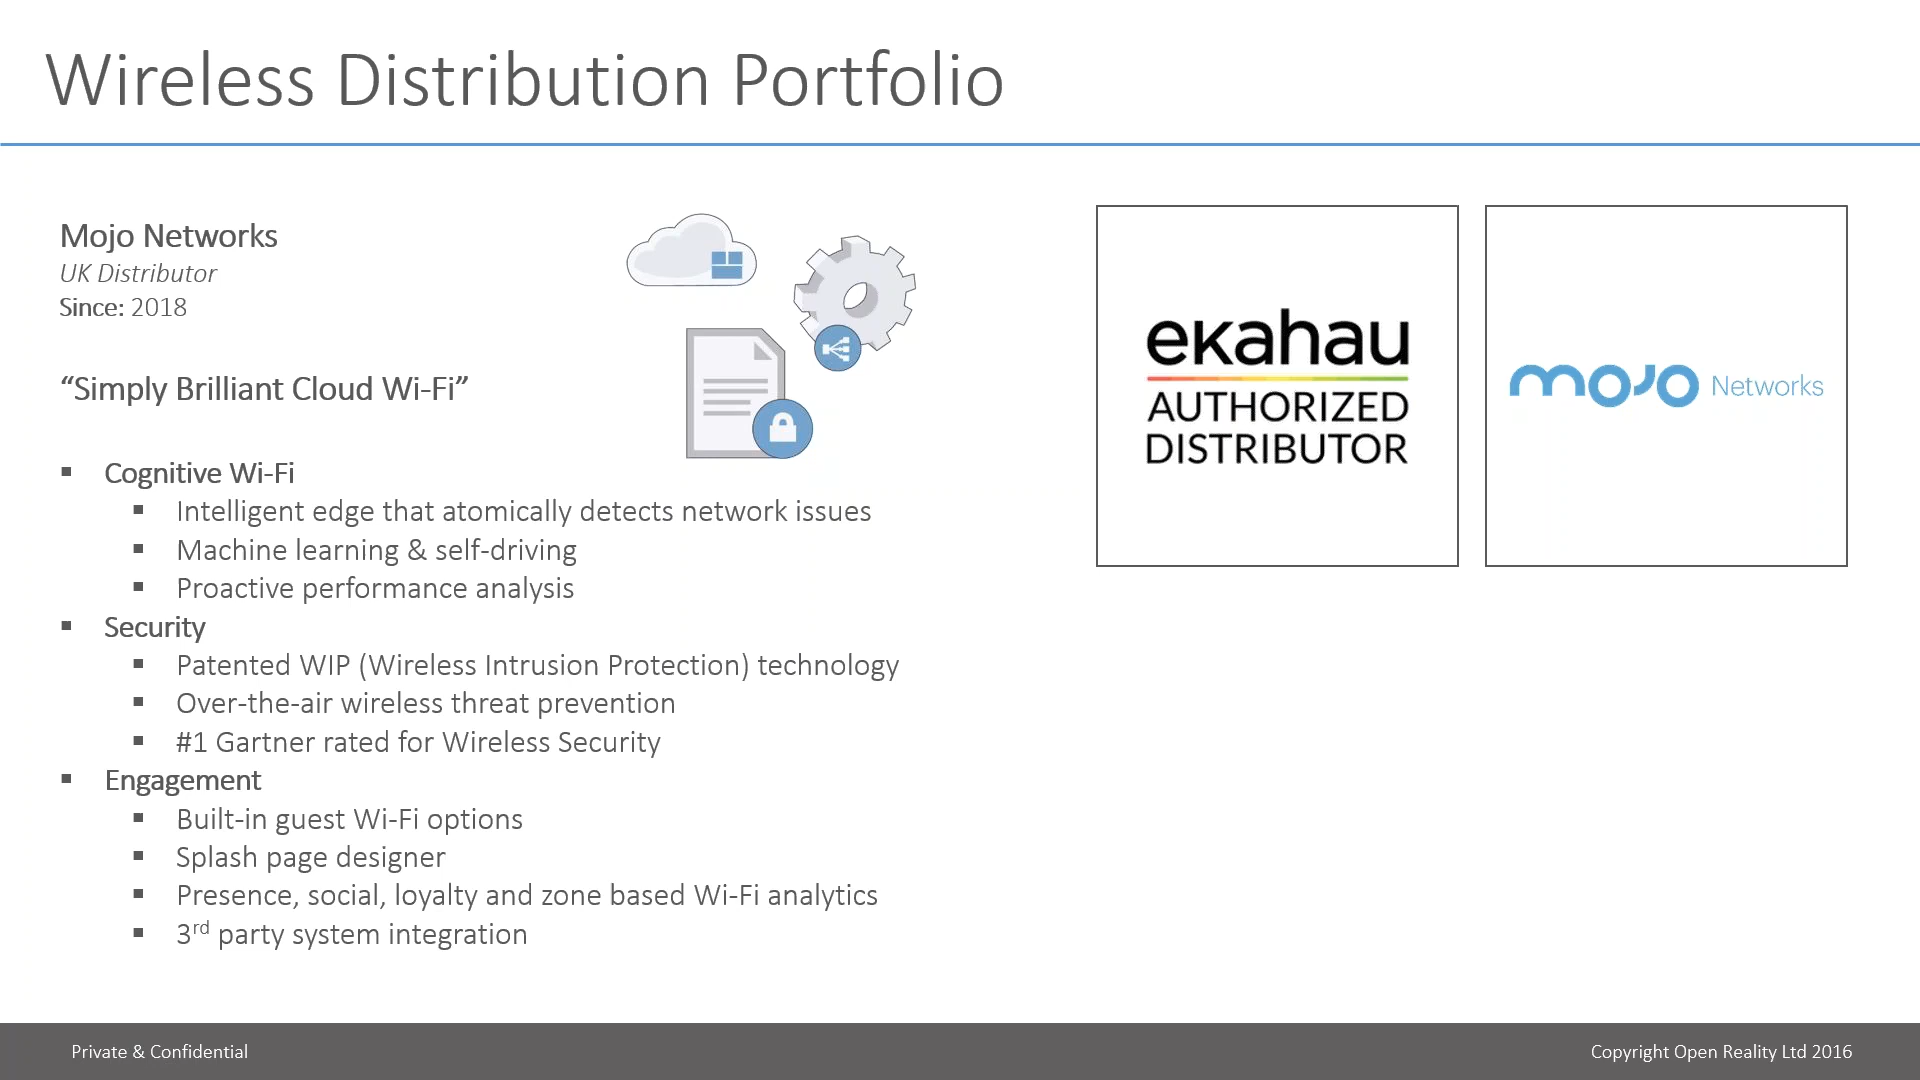 Wireless Distribution Portfolio
Mojo Networks
UK Distributor
Since: 2018
“Simply Brilliant Cloud Wi-Fi”
▪ Cognitive Wi-Fi
▪ Intelligent edge that atomically detects network issues
▪ Machine learning & self-driving
▪ Proactive performance analysis
▪ Security
▪ Patented WIP (Wireless Intrusion Protection) technology
▪ Over-the-air wireless threat prevention
▪ #1 Gartner rated for Wireless Security
▪ Engagement
▪ Built-in guest Wi-Fi options
▪ Splash page designer
▪ Presence, social, loyalty and zone based Wi-Fi analytics
▪ 3rd party system integration
ekahau
AUTHORIZED
DISTRIBUTOR
mojo Networks
Private & Confidential
Copyright Open Reality Ltd 2016